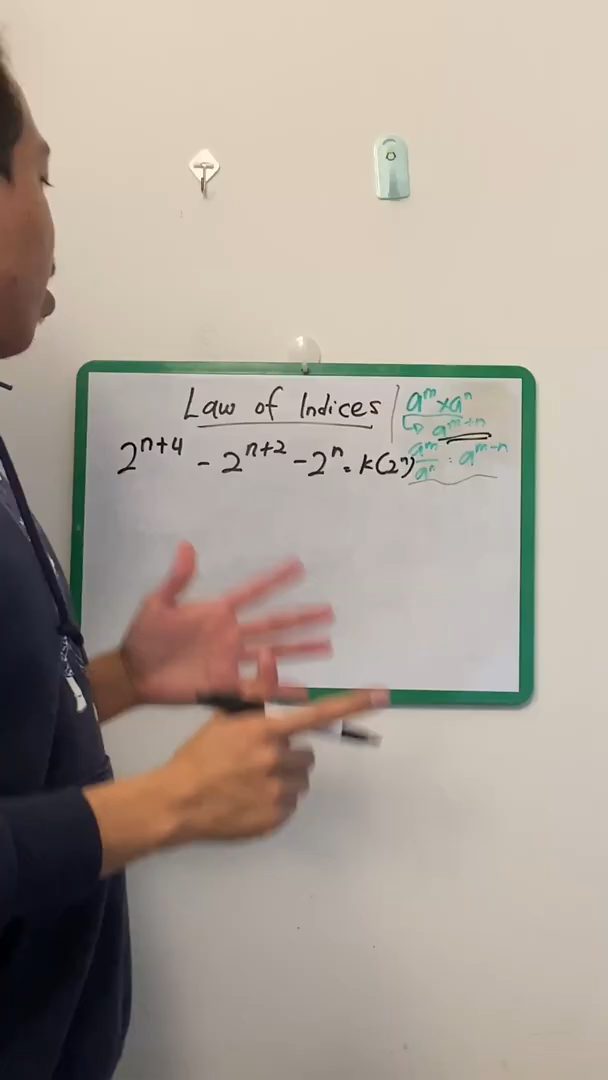 Law of Indices
2^{n+4} - 2^{n+2} - 2^n = k(2^n)
a^m × a^n
↳ a^{m+n}
a^m/a^n = a^{m-n}